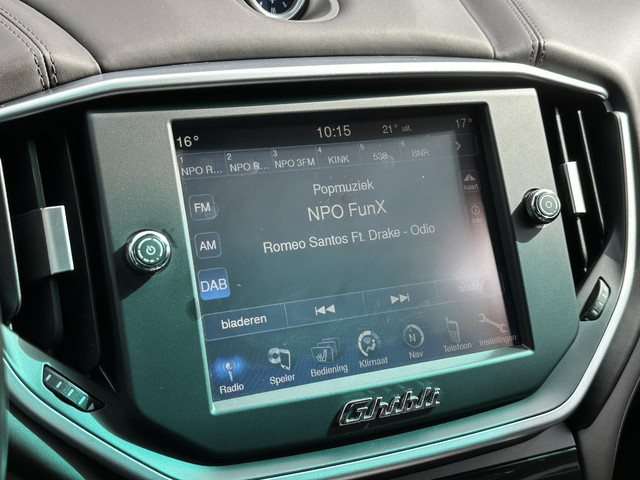 16° 10:15 21° uit. 17°
1 2 3 4 5 6
NPO R... NPO R... NPO 3FM KINK 538 BNR
Popmuziek
kaart
FM
NPO FunX
AM
Romeo Santos Ft. Drake - Odio
DAB
bladeren
Radio Speler Bediening Klimaat Nav Telefoon Instellingen
N
Ghibli